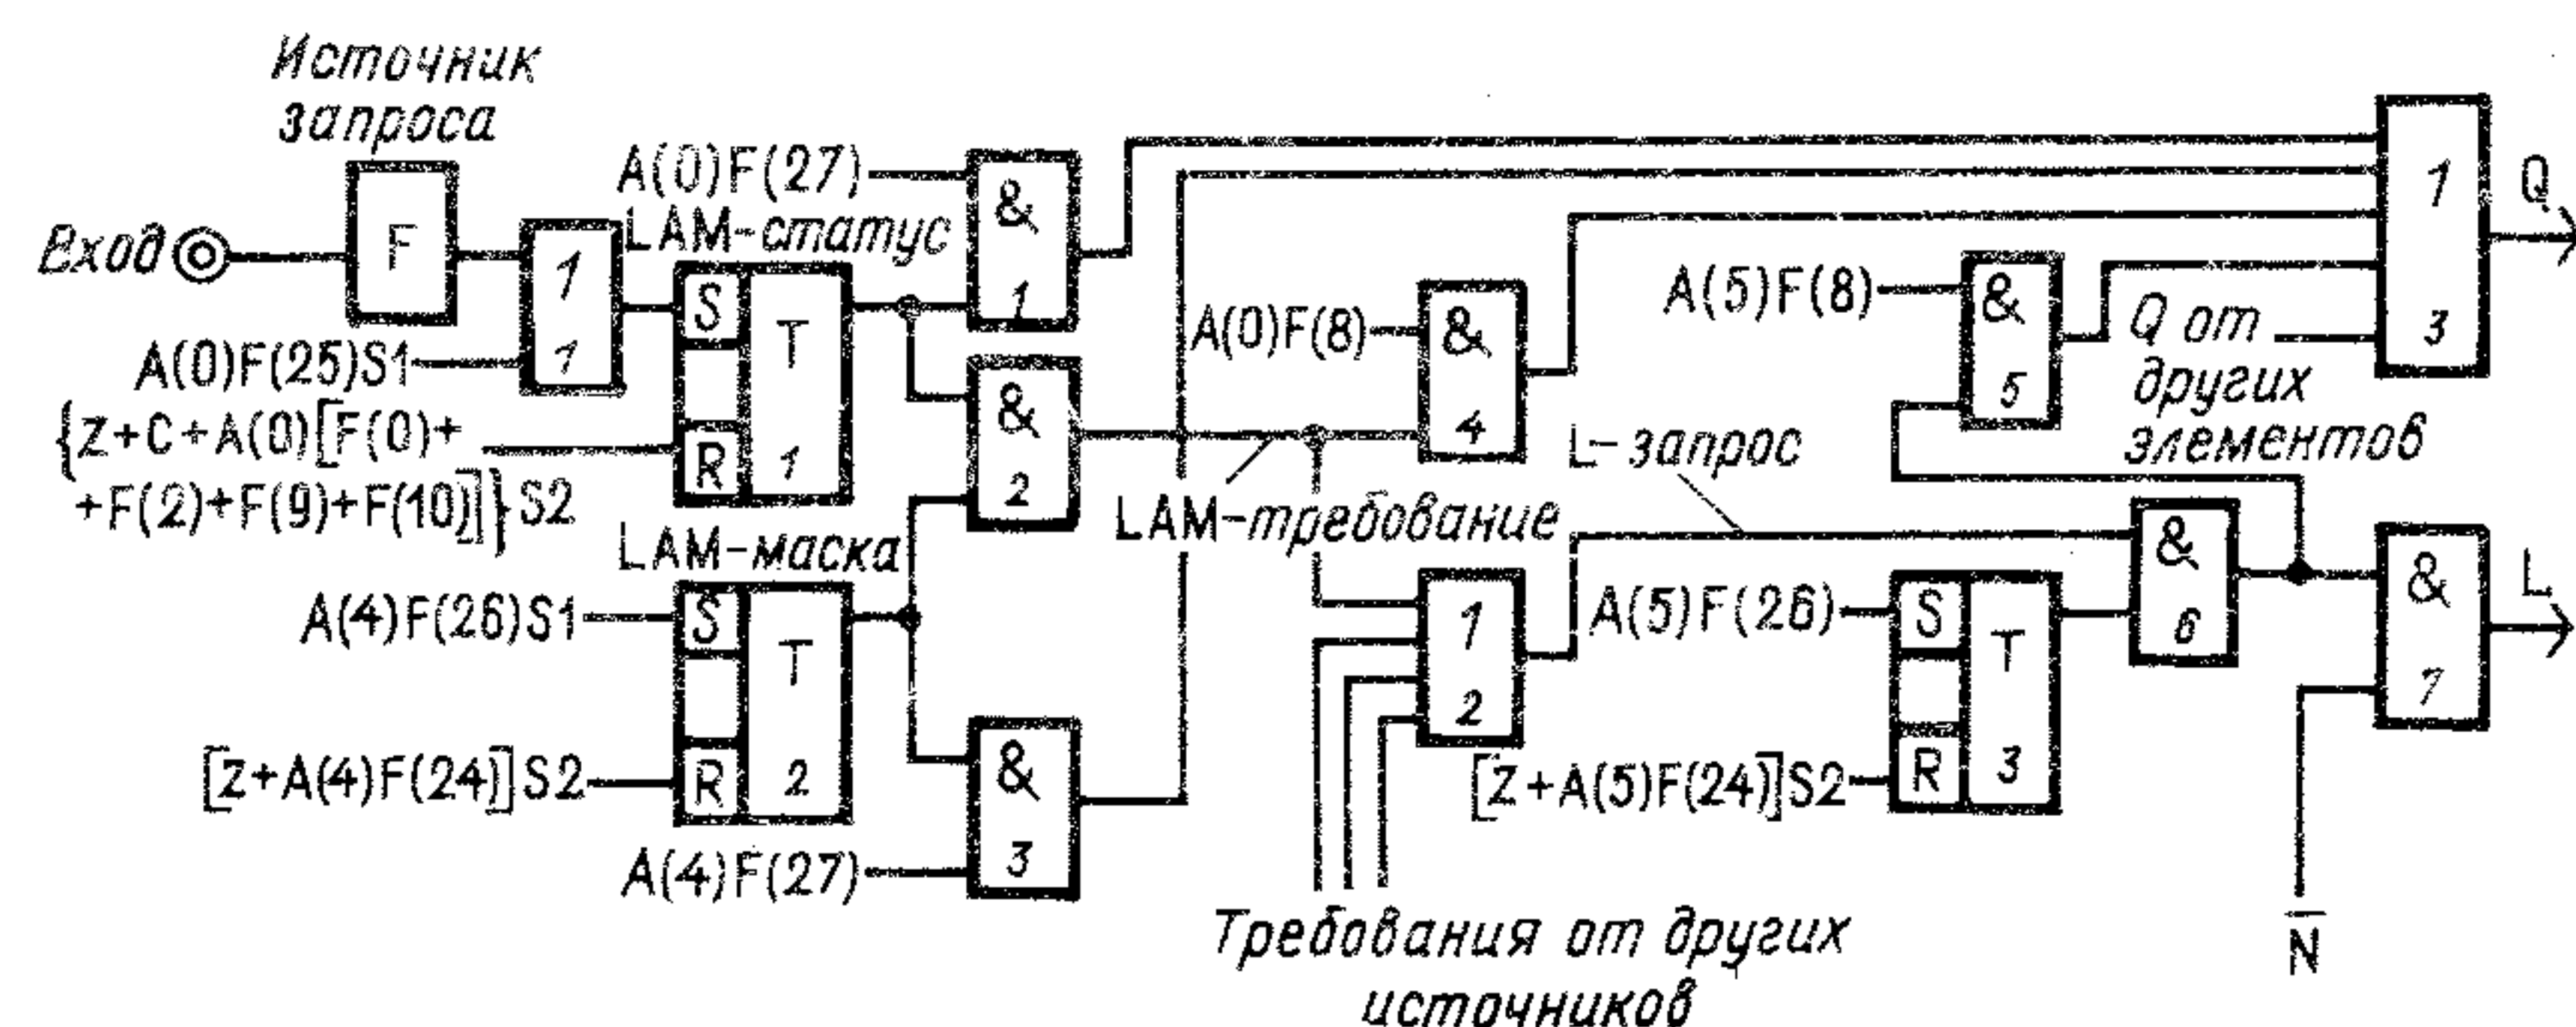 Источник
запроса
Вход
F
1
1
A(0)F(25)S1
{Z+C+A(0)[F(0)+
+F(2)+F(9)+F(10)]}S2
A(0)F(27)
LAM-статус
S
T
R
1
LAM-маска
A(4)F(26)S1
S
T
[Z+A(4)F(24)]S2
R
2
A(4)F(27)
&
1
&
2
&
3
A(0)F(8)
&
4
LAM-требование
L-запрос
1
2
Требования от других
источников
A(5)F(8)
&
5
Q от
других
элементов
A(5)F(26)
S
T
[Z+A(5)F(24)]S2
R
3
&
6
1
3
Q
&
7
L
N̅